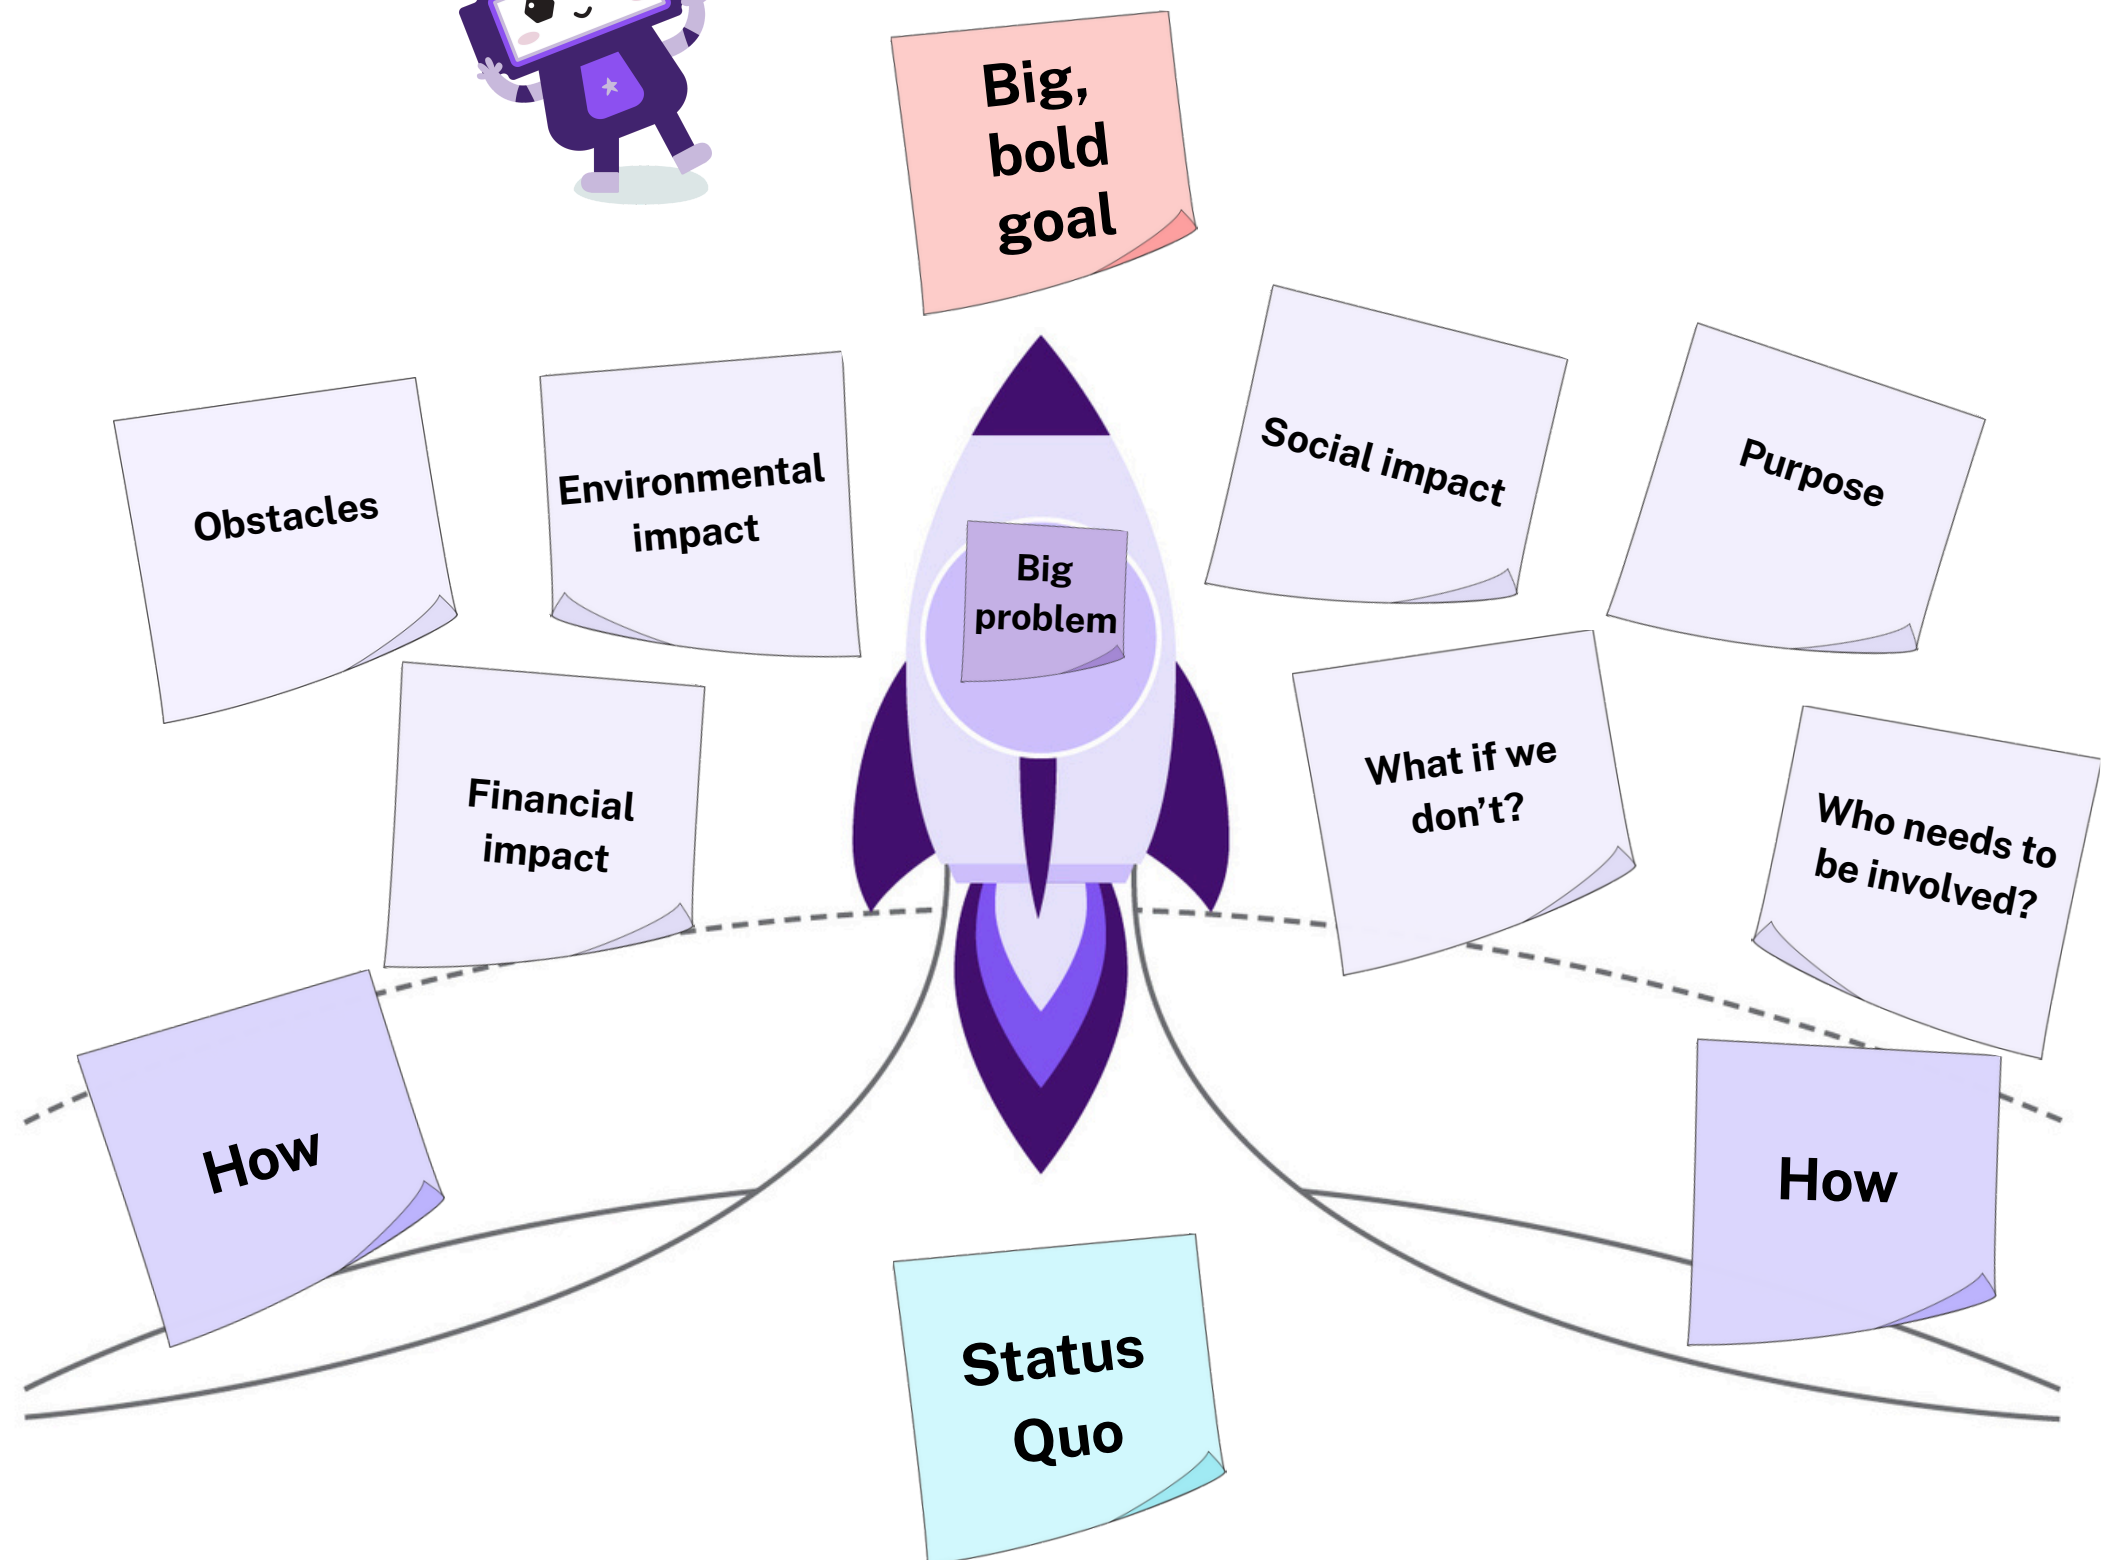 Big,
bold
goal
Obstacles
Environmental
impact
Social impact
Purpose
Big
problem
Financial
impact
What if we
don't?
Who needs to
be involved?
How
How
Status
Quo